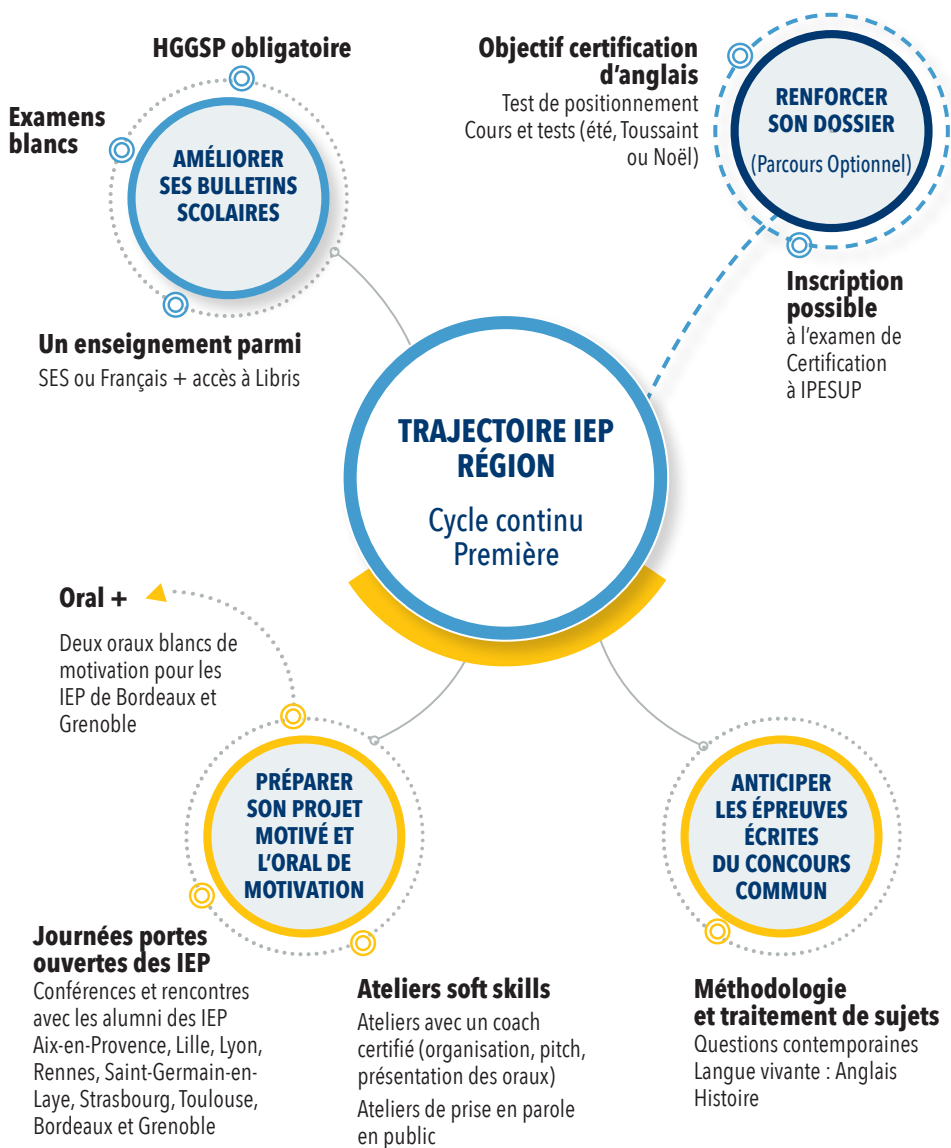 HGGSP obligatoire
Examens
blancs
AMÉLIORER
SES BULLETINS
SCOLAIRES
Un enseignement parmi
SES ou Français + accès à Libris
Objectif certification
d'anglais
Test de positionnement
Cours et tests (été, Toussaint
ou Noël)
RENFORCER
SON DOSSIER
(Parcours Optionnel)
Inscription
possible
à l'examen de
Certification
à IPESUP
TRAJECTOIRE IEP
RÉGION
Cycle continu
Première
Oral +
Deux oraux blancs de
motivation pour les
IEP de Bordeaux et
Grenoble
PRÉPARER
SON PROJET
MOTIVÉ ET
L'ORAL DE
MOTIVATION
Journées portes
ouvertes des IEP
Conférences et rencontres
avec les alumni des IEP
Aix-en-Provence, Lille, Lyon,
Rennes, Saint-Germain-en-
Laye, Strasbourg, Toulouse,
Bordeaux et Grenoble
Ateliers soft skills
Ateliers avec un coach
certifié (organisation, pitch,
présentation des oraux)
Ateliers de prise en parole
en public
ANTICIPER
LES ÉPREUVES
ÉCRITES
DU CONCOURS
COMMUN
Méthodologie
et traitement de sujets
Questions contemporaines
Langue vivante : Anglais
Histoire